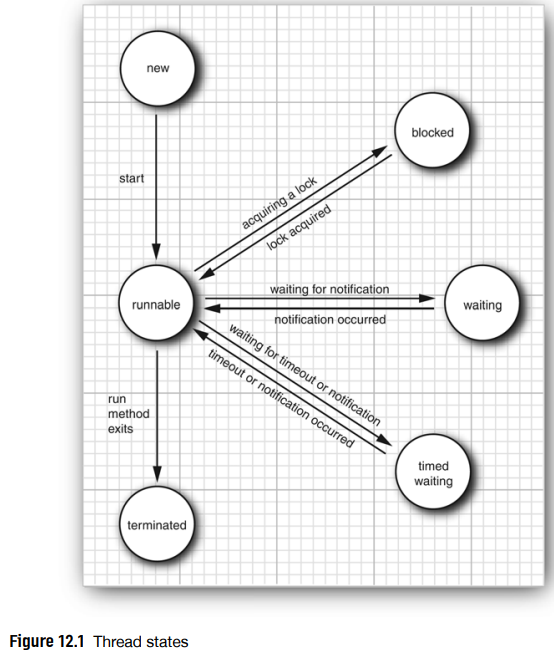 new
blocked
start
acquiring a lock
lock acquired
runnable
waiting for notification
notification occurred
waiting
waiting for timeout or notification
timeout or notification occurred
run
method
exits
timed
waiting
terminated
Figure 12.1 Thread states